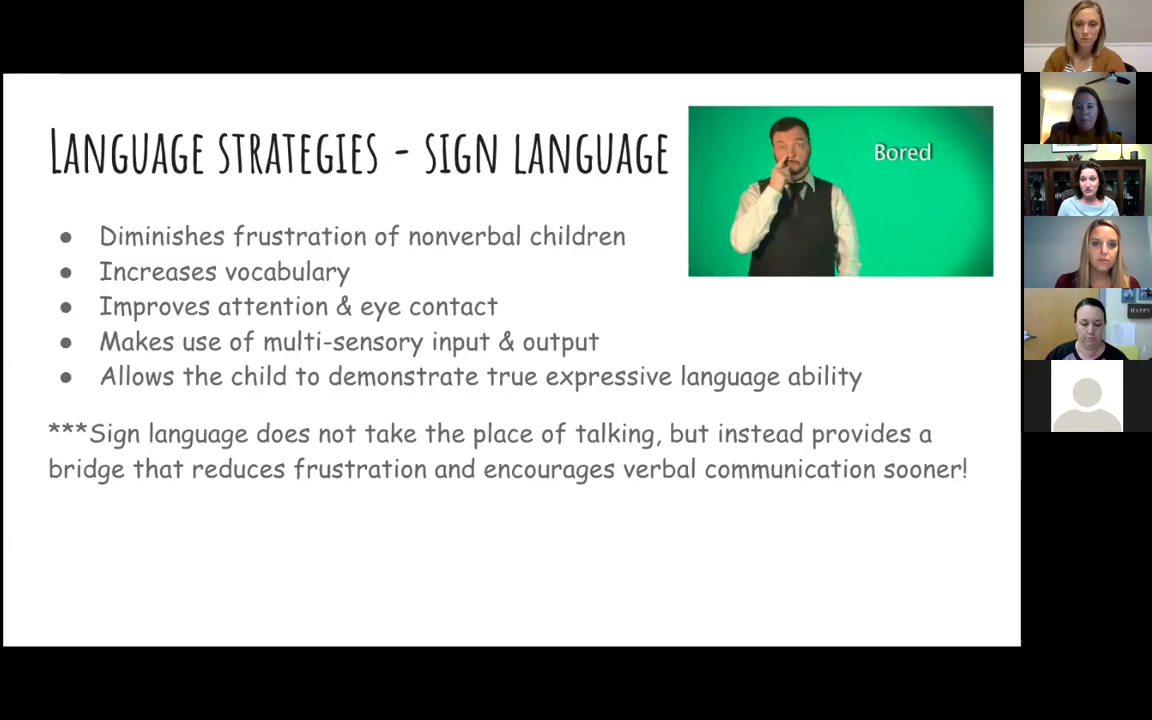 LANGUAGE STRATEGIES - SIGN LANGUAGE
Bored
● Diminishes frustration of nonverbal children
● Increases vocabulary
● Improves attention & eye contact
● Makes use of multi-sensory input & output
● Allows the child to demonstrate true expressive language ability
***Sign language does not take the place of talking, but instead provides a
bridge that reduces frustration and encourages verbal communication sooner!
HAPPY